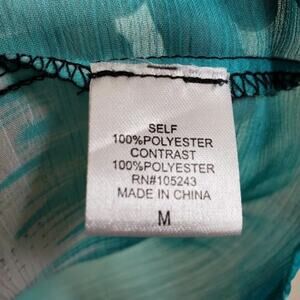 SELF
100%POLYESTER
CONTRAST
100%POLYESTER
RN#105243
MADE IN CHINA
M